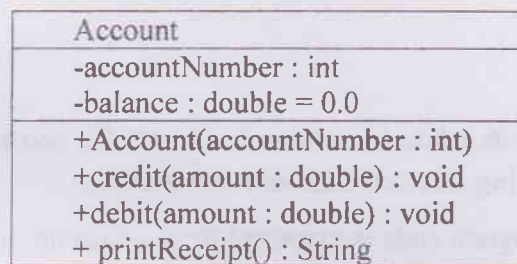 Account
-accountNumber : int
-balance : double = 0.0
+Account(accountNumber : int)
+credit(amount : double) : void
+debit(amount : double) : void
+ printReceipt() : String